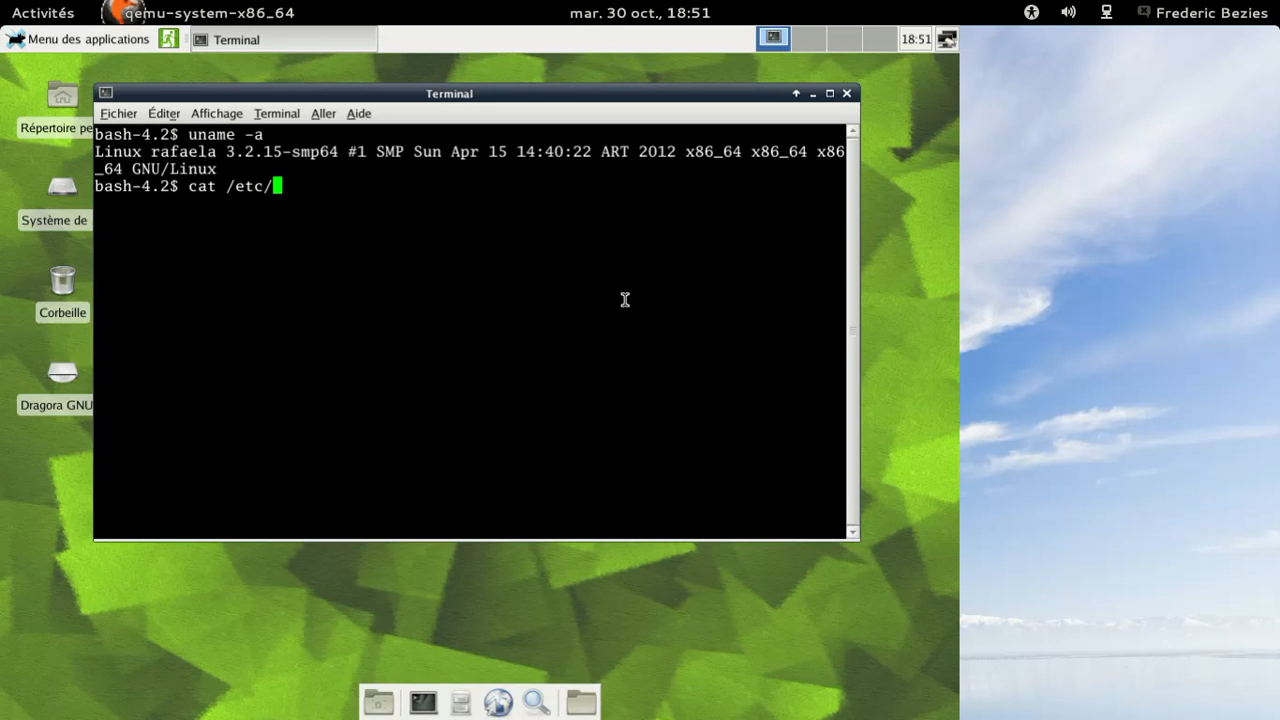 Activités
qemu-system-x86_64
mar. 30 oct., 18:51
Frederic Bezies
Menu des applications
Terminal
18:51
Terminal
Fichier Éditer Affichage Terminal Aller Aide
bash-4.2$ uname -a
Linux rafaela 3.2.15-smp64 #1 SMP Sun Apr 15 14:40:22 ART 2012 x86_64 x86_64 x86
_64 GNU/Linux
bash-4.2$ cat /etc/
Répertoire pe
Système de
Corbeille
Dragora GNU